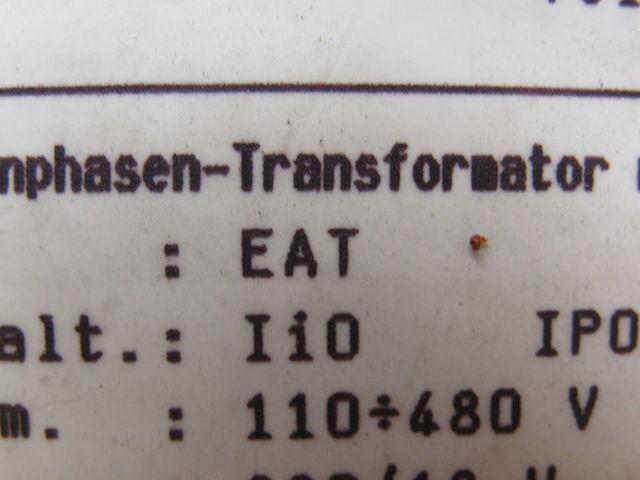 nphasen-Transformator
: EAT
alt.: IiO IPO
m. : 110÷480 V